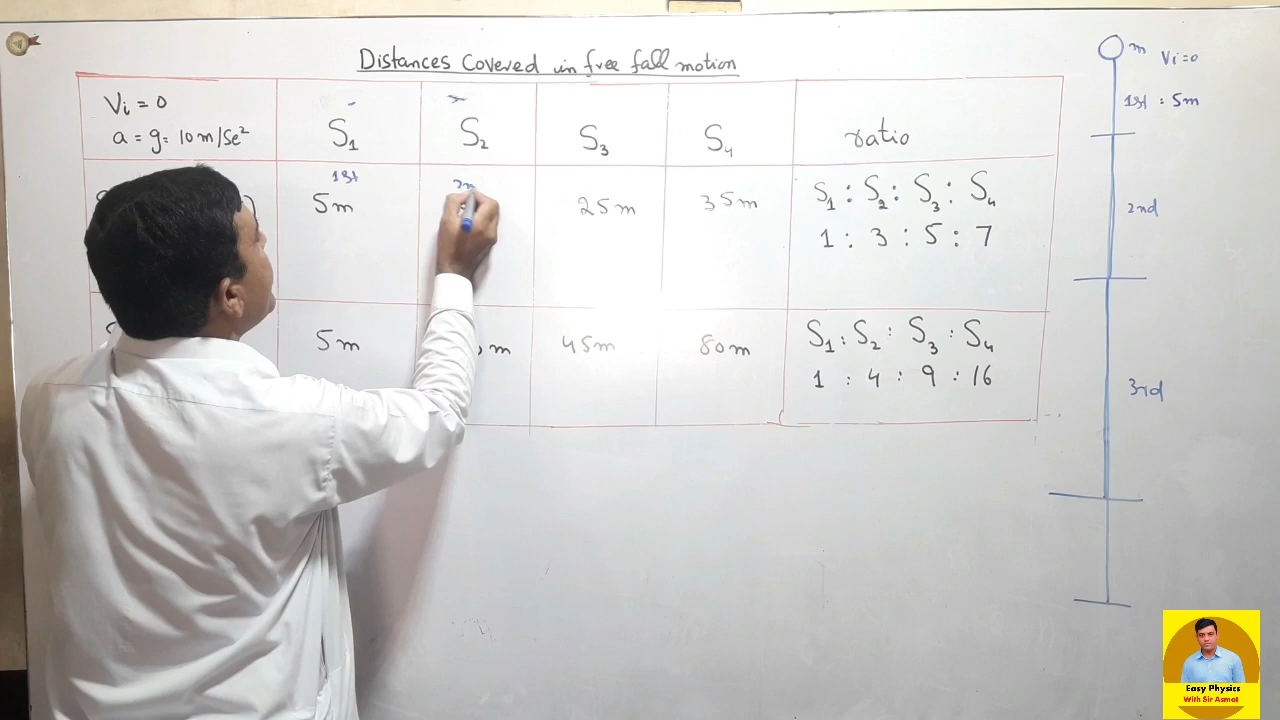 Distances Covered in free fall motion
Vi = 0
a = g = 10 m/Se²
S1
S2
S3
S4
ratio
1st
5m
25m
35m
S1 : S2 : S3 : S4
1 : 3 : 5 : 7
5m
m
45m
80m
S1 : S2 : S3 : S4
1 : 4 : 9 : 16
m Vi = 0
1st : 5m
2nd
3rd
Easy Physics
With Sir Asmat